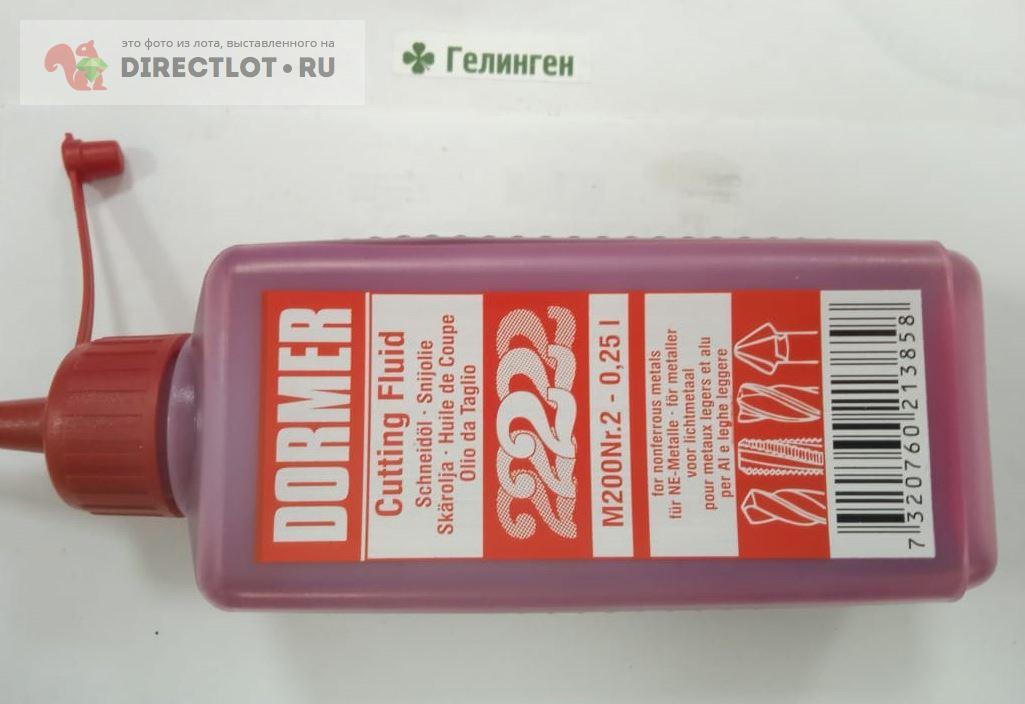 это фото из лота, выставленного на
DIRECTLOT•RU
Гелинген
DORMER
Cutting Fluid
Schneidöl · Snijolie
Skärolja · Huile de Coupe
Olio da Taglio
2222
M200Nr.2 - 0,25 l
for nonferrous metals
für NE-Metalle · för metaller
voor lichtmetaal
pour metaux legers et alu
per Al e leghe leggere
7 320760 213858